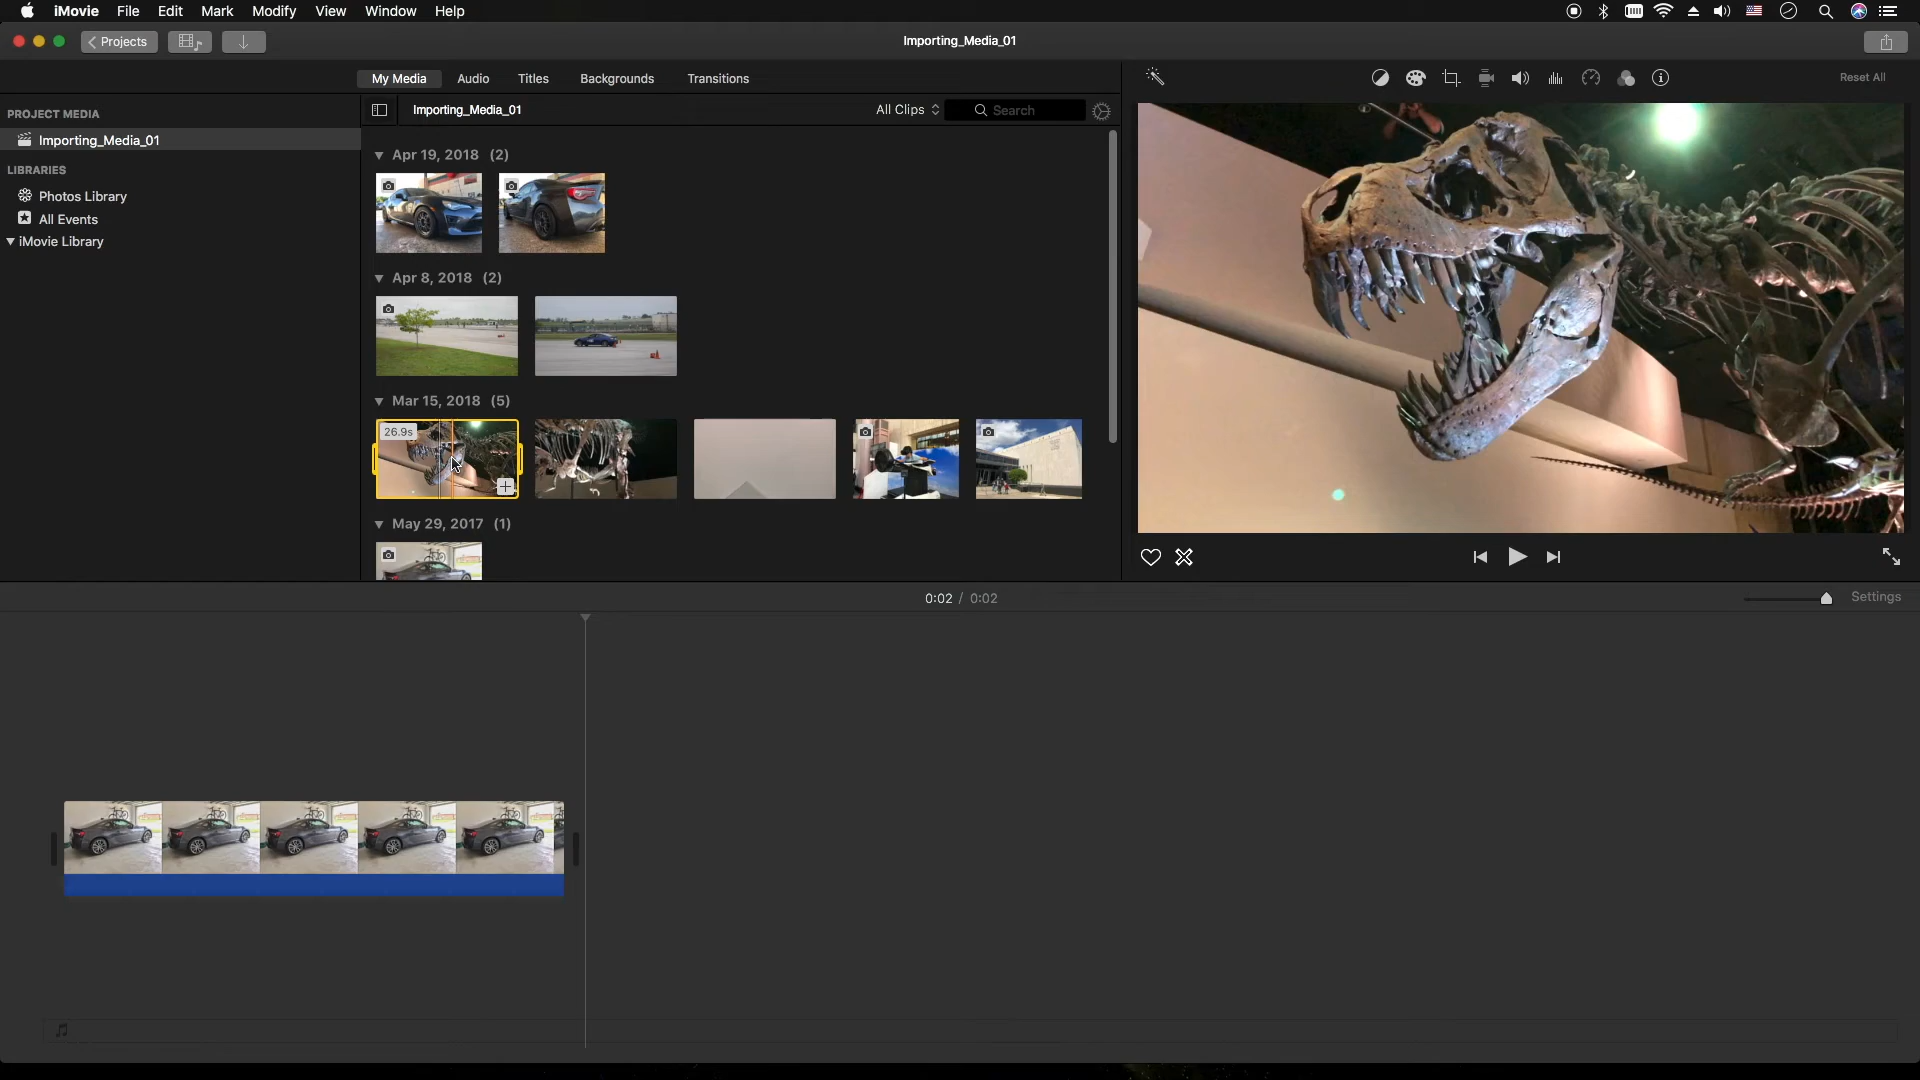 iMovie File Edit Mark Modify View Window Help
Projects
Importing_Media_01
My Media Audio Titles Backgrounds Transitions
Reset All
PROJECT MEDIA
Importing_Media_01
LIBRARIES
Photos Library
All Events
iMovie Library
Importing_Media_01 All Clips Search
Apr 19, 2018 (2)
Apr 8, 2018 (2)
Mar 15, 2018 (5)
26.9s
May 29, 2017 (1)
0:02 / 0:02
Settings